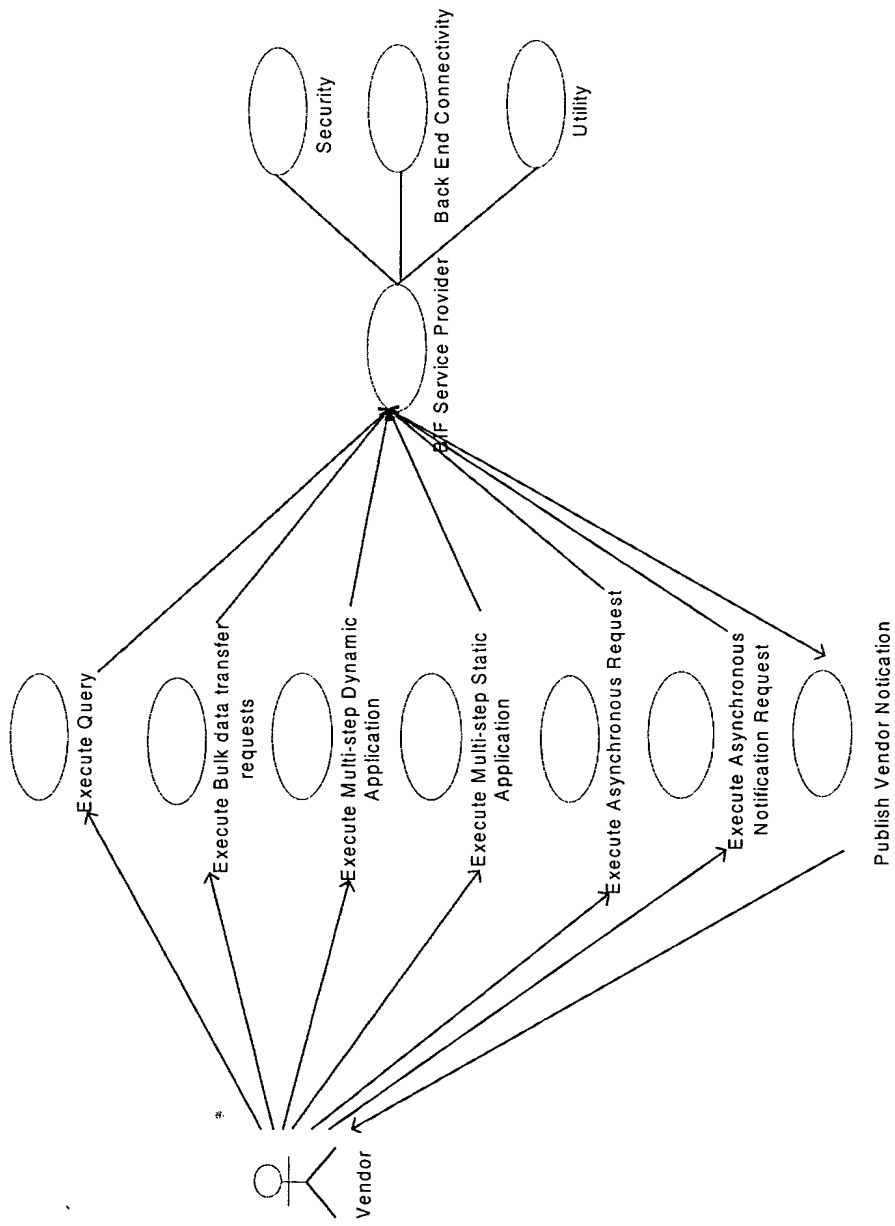 Vendor
Execute Query
Execute Bulk data transfer
requests
Execute Multi-step Dynamic
Application
Execute Multi-step Static
Application
Execute Asynchronous Request
Execute Asynchronous
Notification Request
Publish Vendor Notication
BIF Service Provider
Security
Back End Connectivity
Utility